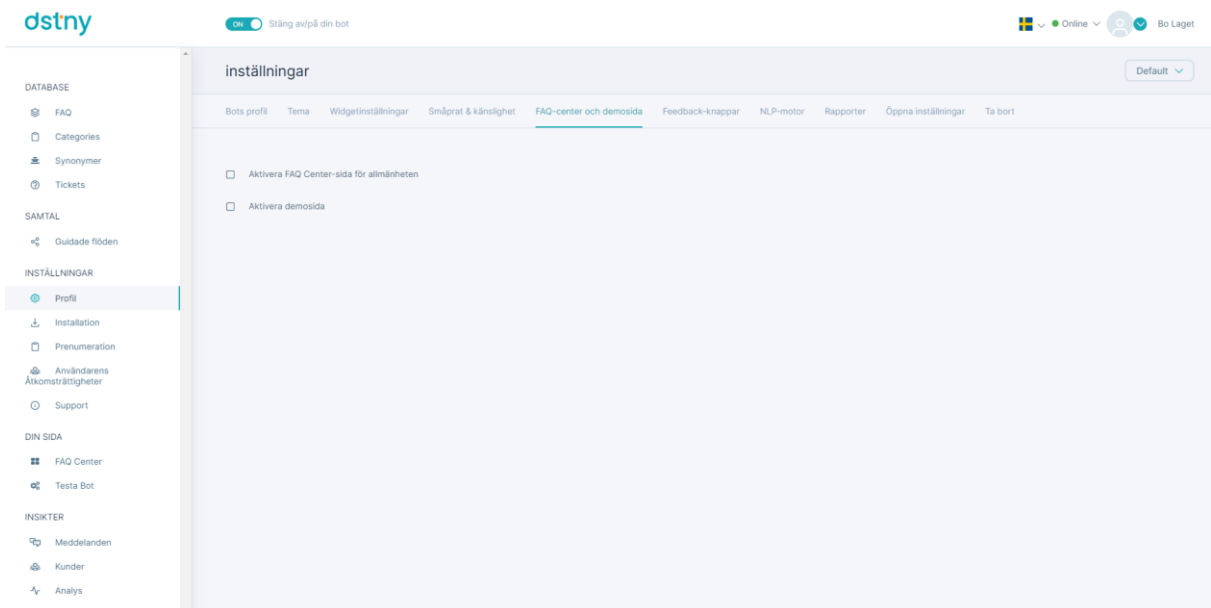 dstny
ON Stäng av/på din bot
Online
Bo Laget
inställningar
Default
Bots profil Tema Widgetinställningar Småprat & känslighet FAQ-center och demosida Feedback-knappar NLP-motor Rapporter Öppna inställningar Ta bort
Aktivera FAQ Center-sida för allmänheten
Aktivera demosida
DATABASE
FAQ
Categories
Synonymer
Tickets
SAMTAL
Guidade flöden
INSTÄLLNINGAR
Profil
Installation
Prenumeration
Användarens
Åtkomsträttigheter
Support
DIN SIDA
FAQ Center
Testa Bot
INSIKTER
Meddelanden
Kunder
Analys